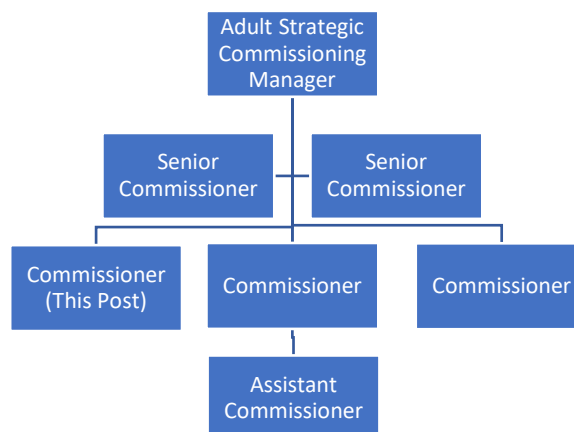 Adult Strategic
Commissioning
Manager
Senior
Commissioner
Senior
Commissioner
Commissioner
(This Post)
Commissioner
Commissioner
Assistant
Commissioner